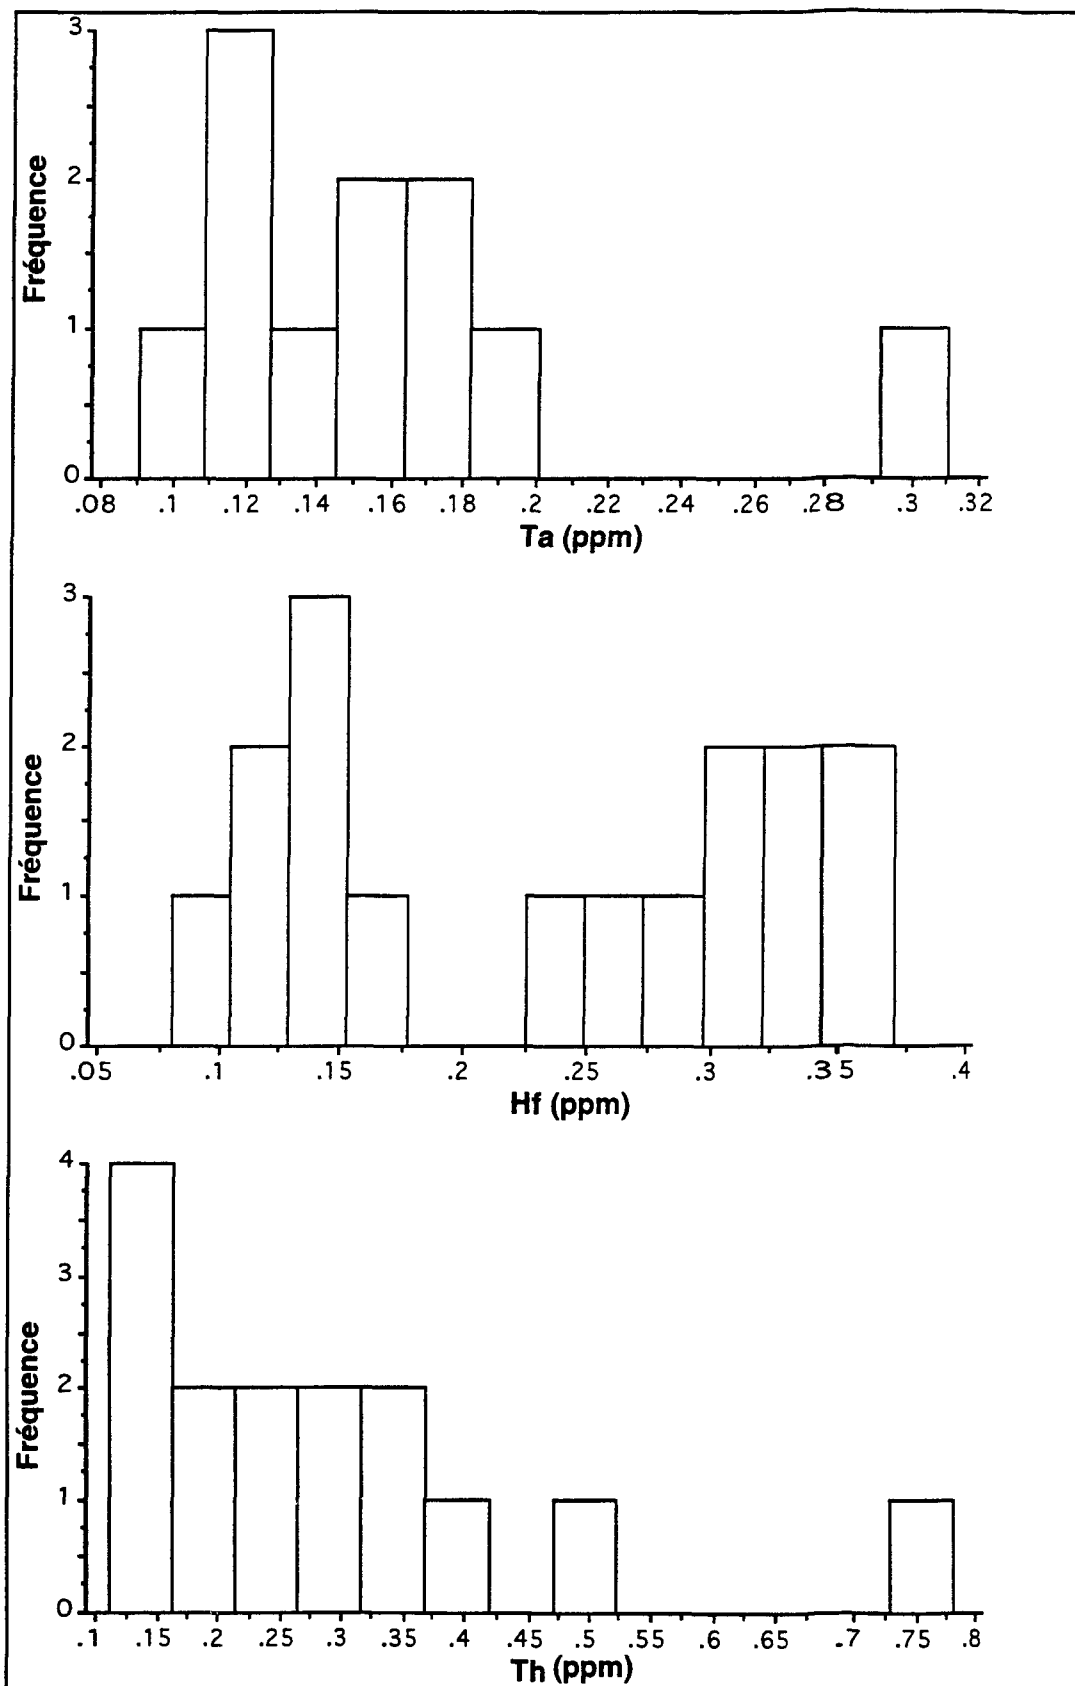 3
2
1
0
Fréquence
.08 .1 .12 .14 .16 .18 .2 .22 .24 .26 .28 .3 .32
Ta (ppm)
3
2
1
0
Fréquence
.05 .1 .15 .2 .25 .3 .35 .4
Hf (ppm)
4
3
2
1
0
Fréquence
.1 .15 .2 .25 .3 .35 .4 .45 .5 .55 .6 .65 .7 .75 .8
Th (ppm)